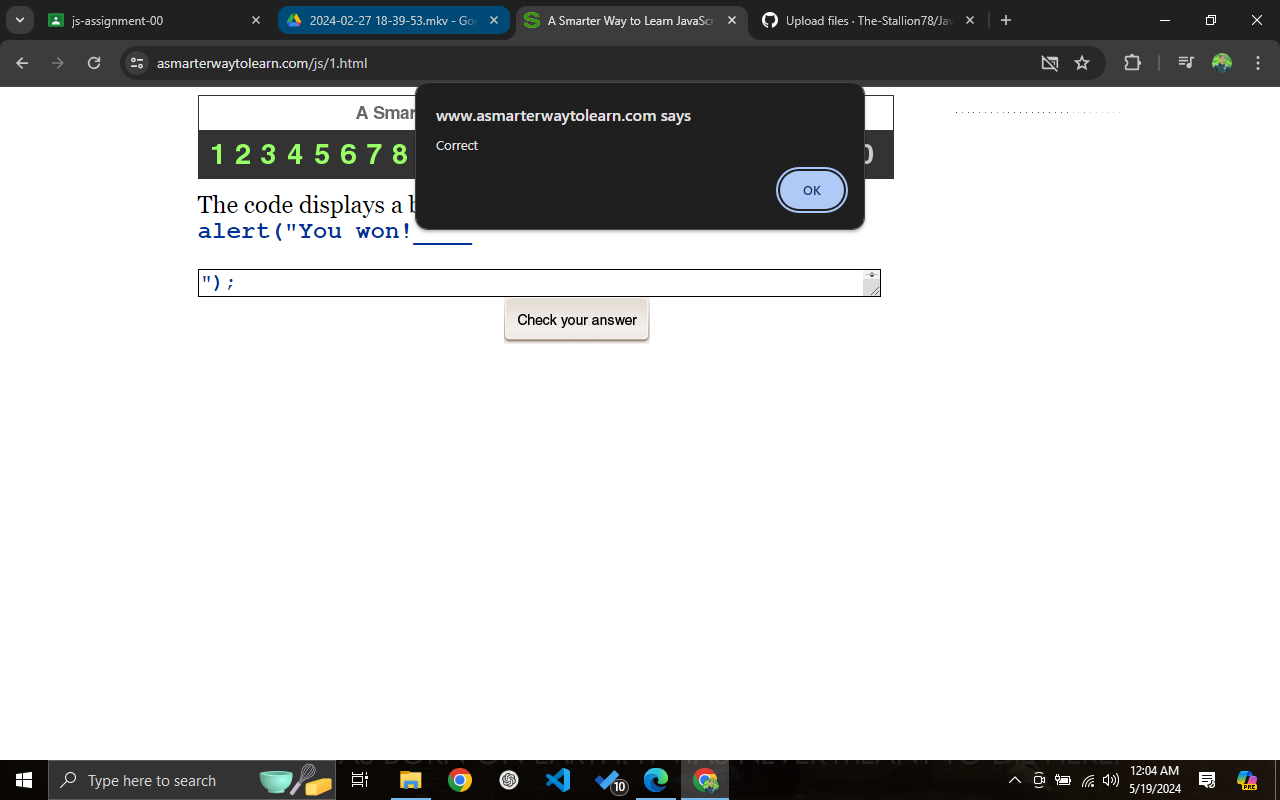 js-assignment-00
2024-02-27 18-39-53.mkv - Goo
A Smarter Way to Learn JavaScr
Upload files · The-Stallion78/Jav
asmarterwaytolearn.com/js/1.html
A Smar
1 2 3 4 5 6 7 8
0
www.asmarterwaytolearn.com says
Correct
OK
The code displays a b
alert("You won!____
");
Check your answer
Type here to search
10
12:04 AM
5/19/2024
PRE